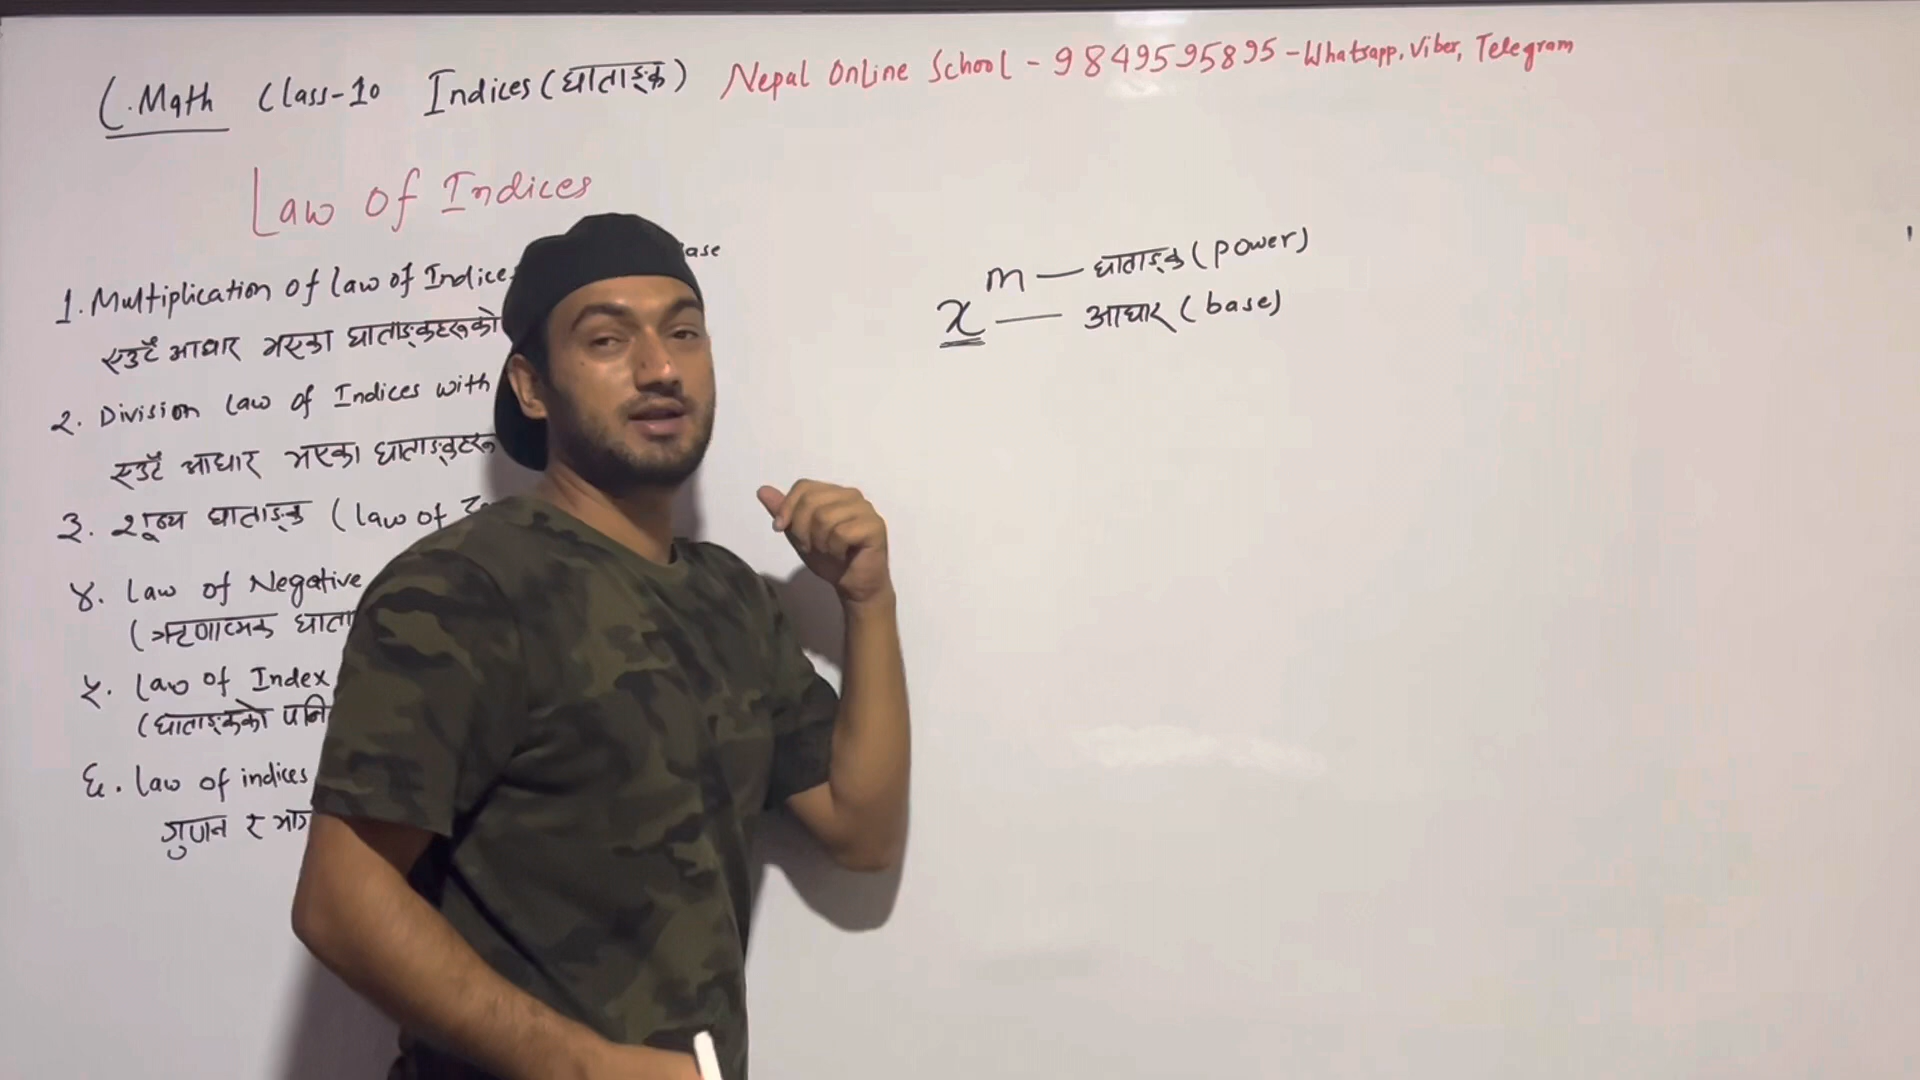 C. Math Class-10 Indices (घाताङ्क) Nepal Online School - 9849595895 - Whatsapp, Viber, Telegram
Law of Indices
1. Multiplication of law of Indices
एउटै आधार भएका घाताङ्कहरूको
२. Division law of Indices with
एउटै आधार भएका घाताङ्कहरू
३. शून्य घाताङ्क (law of
४. Law of Negative
(ऋणात्मक घाता
५. Law of Index
(घाताङ्कको पनि
६. Law of indices
गुणन र भाग
m — घाताङ्क (power)
x — आधार (base)